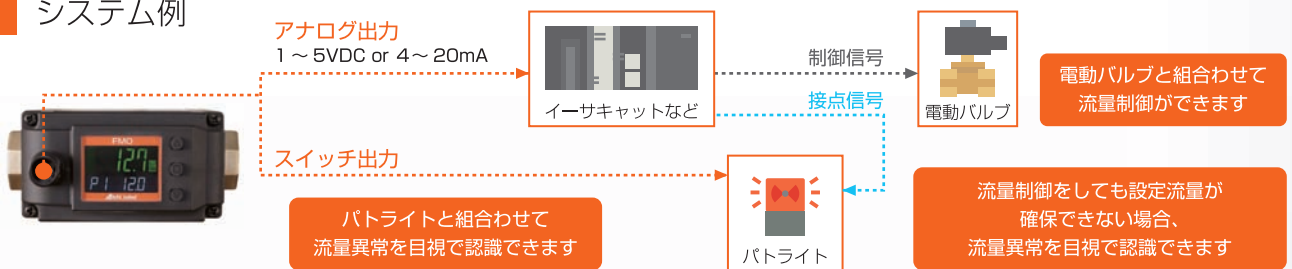 システム例
アナログ出力
1～5VDC or 4～20mA
イーサキャットなど
制御信号
接点信号
電動バルブ
電動バルブと組合わせて
流量制御ができます
FMO
12.7
P1 12.0
スイッチ出力
パトライトと組合わせて
流量異常を目視で認識できます
パトライト
流量制御をしても設定流量が
確保できない場合、
流量異常を目視で認識できます